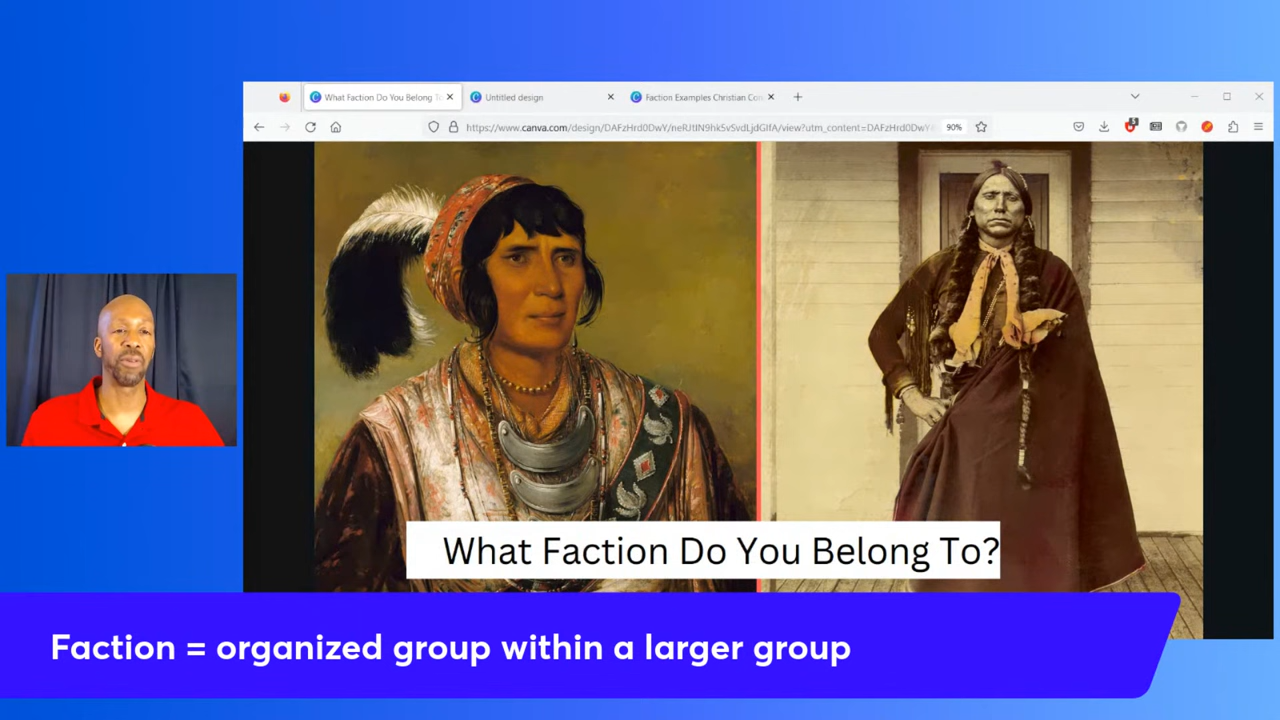 What Faction Do You Belong T
Untitled design
Faction Examples Christian Con
https://www.canva.com/design/DAFzHrd0DwY/neRJtIN9hk5vSvdLjdGIfA/view?utm_content=DAFzHrd0DwY
90%
What Faction Do You Belong To?
Faction = organized group within a larger group